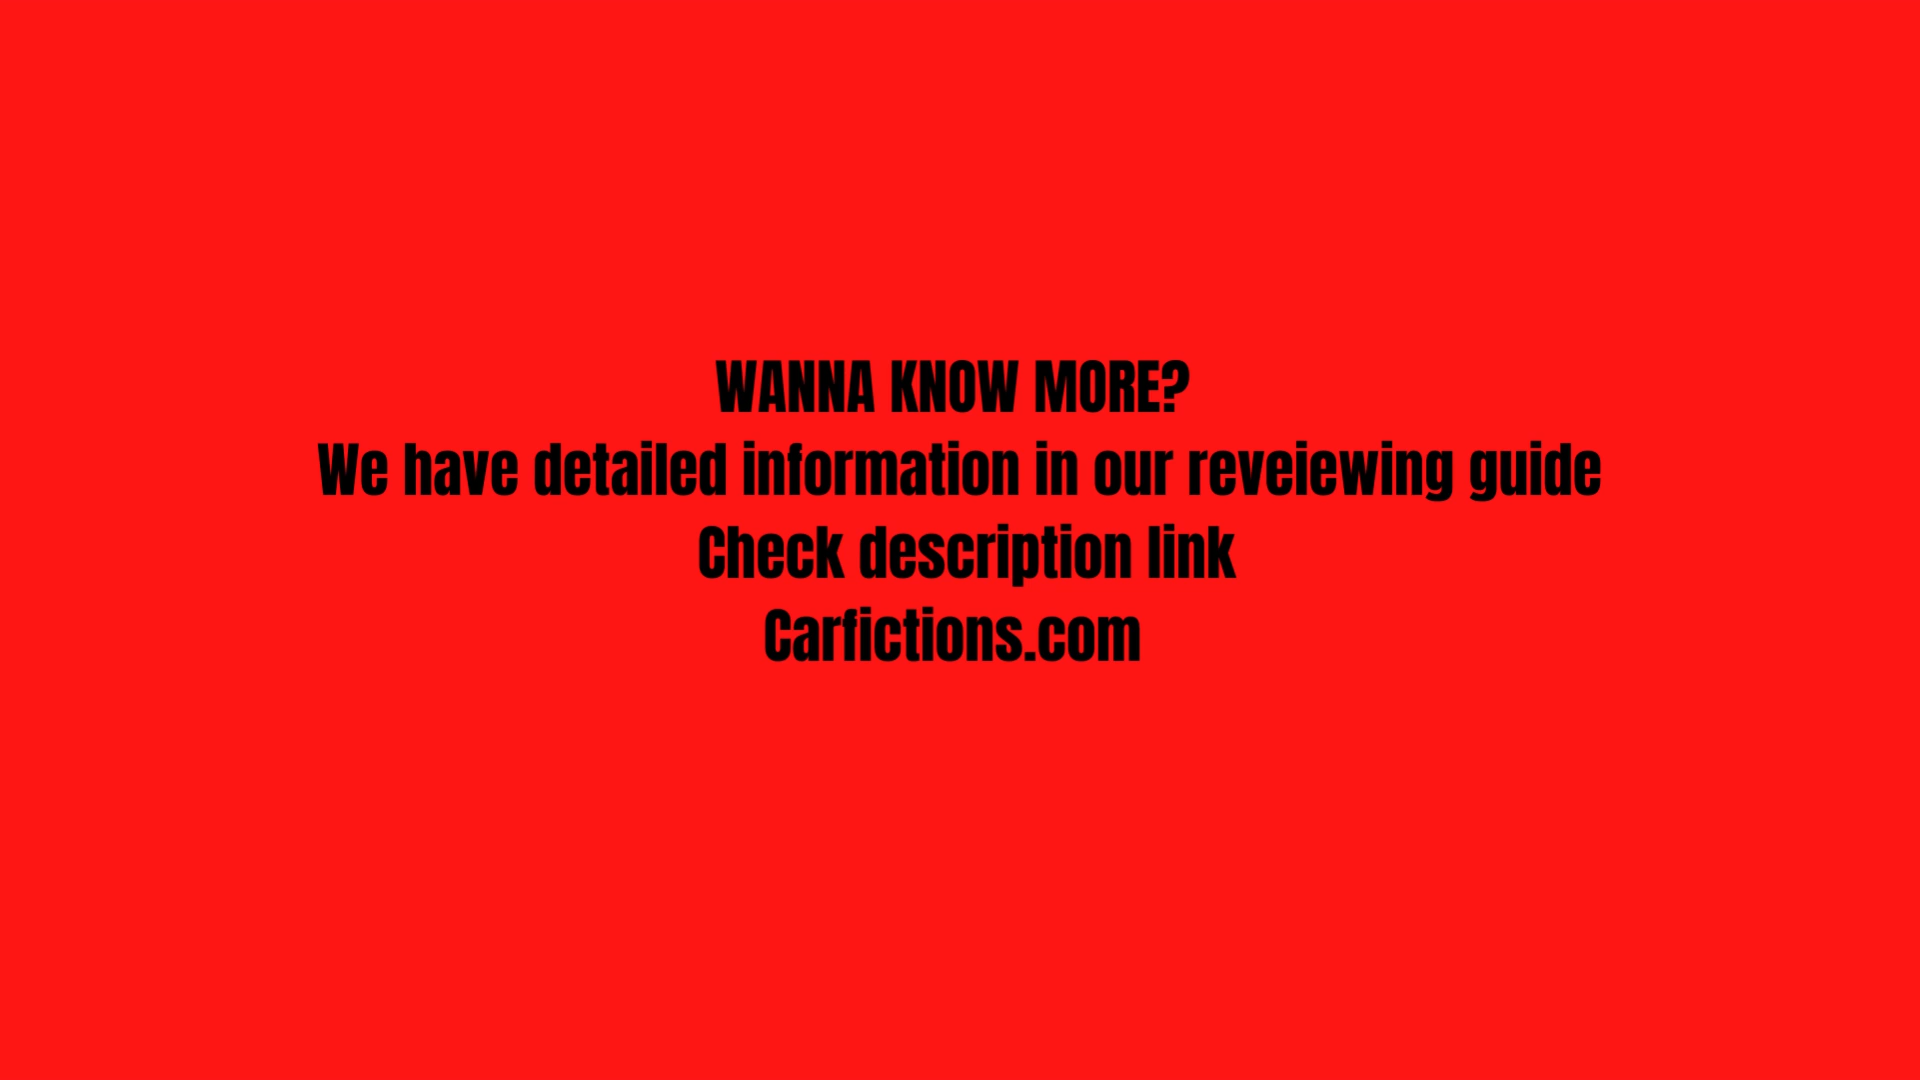 WANNA KNOW MORE?
We have detailed information in our reveiewing guide
Check description link
Carfictions.com